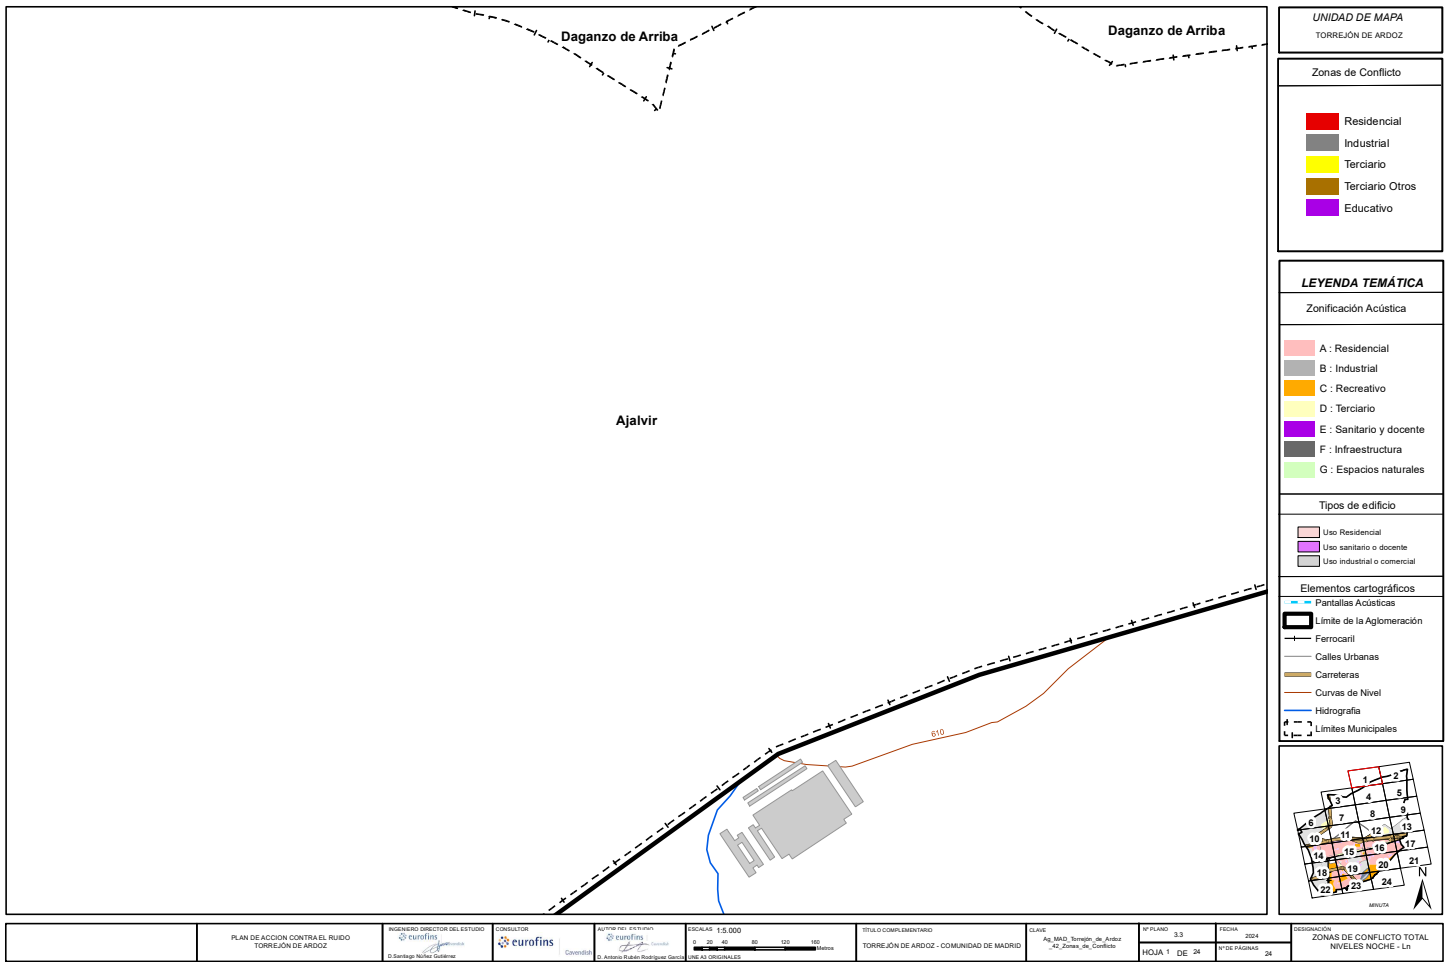 Daganzo de Arriba
Daganzo de Arriba
Ajalvir
610
UNIDAD DE MAPA
TORREJÓN DE ARDOZ
Zonas de Conflicto
Residencial
Industrial
Terciario
Terciario Otros
Educativo
LEYENDA TEMÁTICA
Zonificación Acústica
A : Residencial
B : Industrial
C : Recreativo
D : Terciario
E : Sanitario y docente
F : Infraestructura
G : Espacios naturales
Tipos de edificio
Uso Residencial
Uso sanitario o docente
Uso industrial o comercial
Elementos cartográficos
Pantallas Acústicas
Límite de la Aglomeración
Ferrocaril
Calles Urbanas
Carreteras
Curvas de Nivel
Hidrografia
Límites Municipales
1 2
3 4 5
6 7 8 9
10 11 12 13
14 15 16 17
18 19 20 21
22 23 24
N
MINUTA
PLAN DE ACCION CONTRA EL RUIDO
TORREJÓN DE ARDOZ
INGENIERO DIRECTOR DEL ESTUDIO
eurofins
Cavendish
D.Santiago Núñez Gutiérrez
CONSULTOR
eurofins
Cavendish
AUTOR DEL ESTUDIO
eurofins
Cavendish
D. Antonio Rubén Rodríguez García
ESCALAS 1:5.000
0 20 40 80 120 160
Metros
UNE A3 ORIGINALES
TÍTULO COMPLEMENTARIO
TORREJÓN DE ARDOZ - COMUNIDAD DE MADRID
CLAVE
Ag_MAD_Torrejón_de_Ardoz
_42_Zonas_de_Conflicto
Nº PLANO 3.3
HOJA 1 DE 24
FECHA
2024
Nº DE PÁGINAS 24
DESIGNACIÓN
ZONAS DE CONFLICTO TOTAL
NIVELES NOCHE - Ln